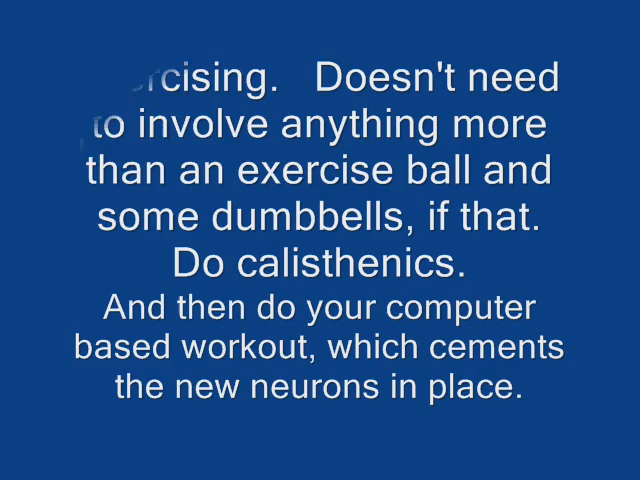 exercising. Doesn't need
to involve anything more
than an exercise ball and
some dumbbells, if that.
Do calisthenics.
And then do your computer
based workout, which cements
the new neurons in place.